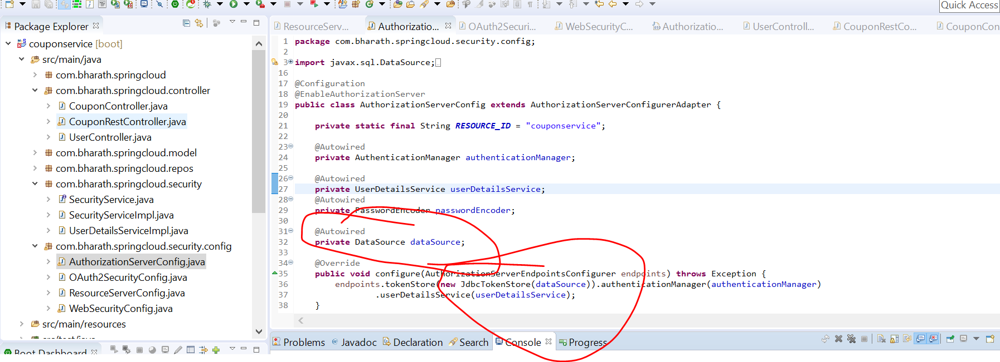 Quick Access
Package Explorer
couponservice [boot]
src/main/java
com.bharath.springcloud
com.bharath.springcloud.controller
CouponController.java
CouponRestController.java
UserController.java
com.bharath.springcloud.model
com.bharath.springcloud.repos
com.bharath.springcloud.security
SecurityService.java
SecurityServiceImpl.java
UserDetailsServiceImpl.java
com.bharath.springcloud.security.config
AuthorizationServerConfig.java
OAuth2SecurityConfig.java
ResourceServerConfig.java
WebSecurityConfig.java
src/main/resources
src/test/java
Boot Dashboard
ResourceServ... Authorizatio... OAuth2Securi... WebSecurityC... Authorizatio... UserControll... CouponRestCo... CouponCon
1 package com.bharath.springcloud.security.config;
2
3 import javax.sql.DataSource;
16
17 @Configuration
18 @EnableAuthorizationServer
19 public class AuthorizationServerConfig extends AuthorizationServerConfigurerAdapter {
20
21 private static final String RESOURCE_ID = "couponservice";
22
23 @Autowired
24 private AuthenticationManager authenticationManager;
25
26 @Autowired
27 private UserDetailsService userDetailsService;
28 @Autowired
29 private PasswordEncoder passwordEncoder;
30
31 @Autowired
32 private DataSource dataSource;
33
34 @Override
35 public void configure(AuthorizationServerEndpointsConfigurer endpoints) throws Exception {
36 endpoints.tokenStore(new JdbcTokenStore(dataSource)).authenticationManager(authenticationManager)
37 .userDetailsService(userDetailsService);
38 }
Problems @ Javadoc Declaration Search Console Progress